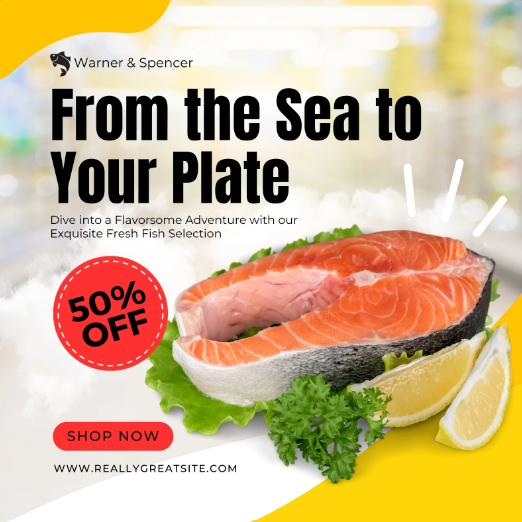 Warner & Spencer
From the Sea to
Your Plate
Dive into a Flavorsome Adventure with our
Exquisite Fresh Fish Selection
50%
OFF
SHOP NOW
WWW.REALLYGREATSITE.COM